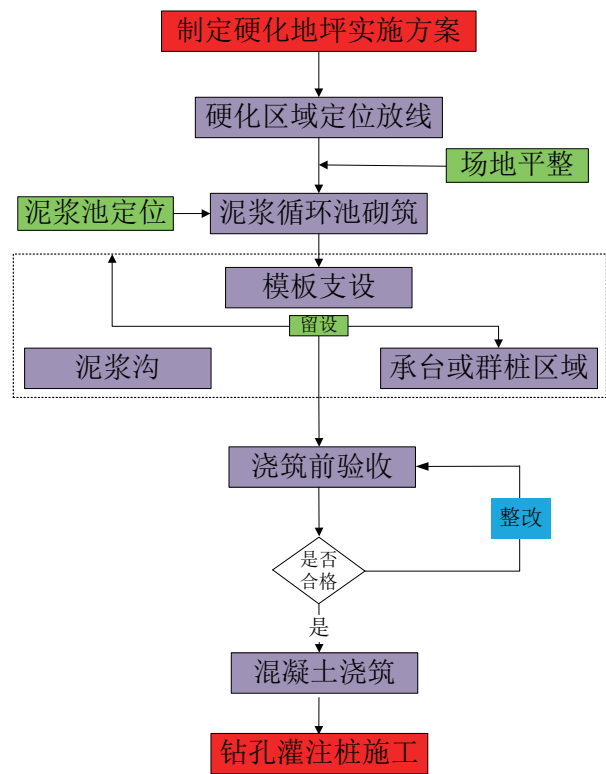 制定硬化地坪实施方案
硬化区域定位放线
场地平整
泥浆池定位
泥浆循环池砌筑
模板支设
留设
泥浆沟
承台或群桩区域
浇筑前验收
整改
是否
合格
是
混凝土浇筑
钻孔灌注桩施工